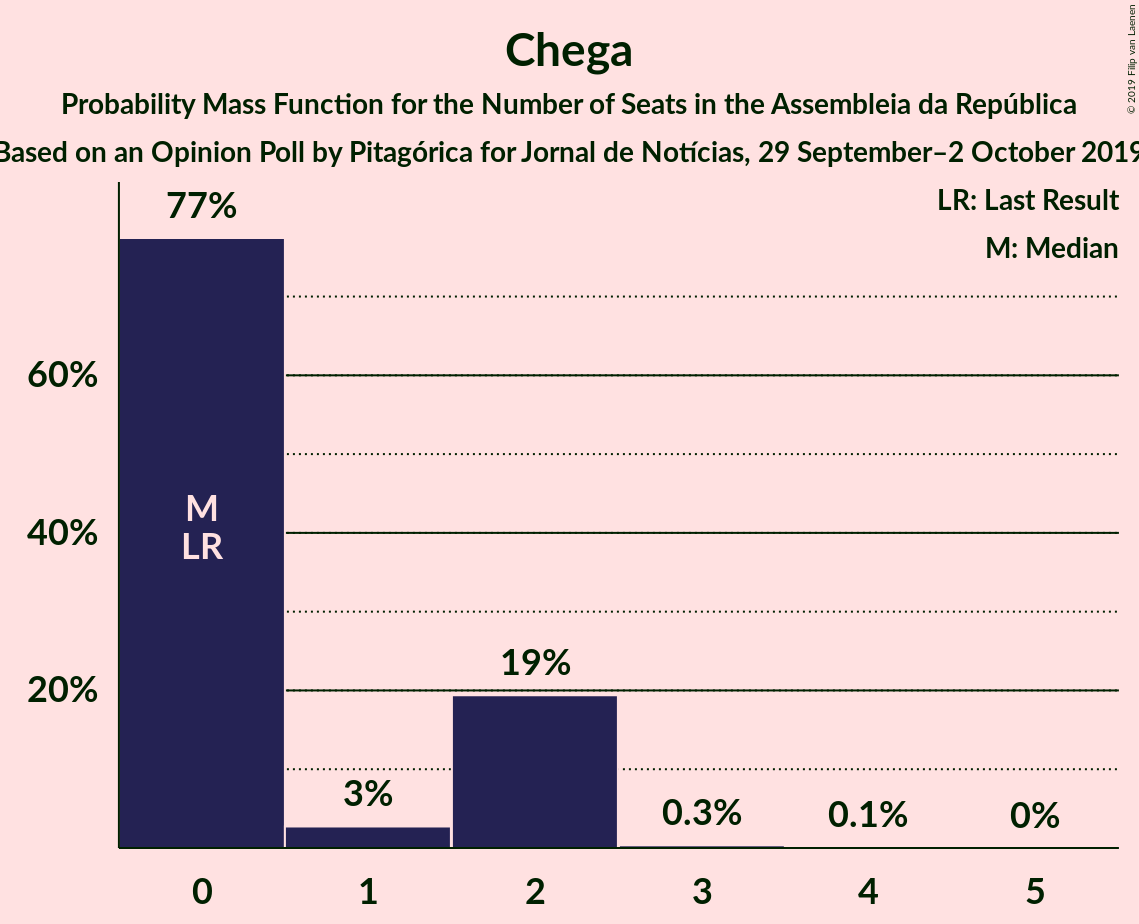 Chega
Probability Mass Function for the Number of Seats in the Assembleia da República
Based on an Opinion Poll by Pitagórica for Jornal de Notícias, 29 September–2 October 2019
© 2019 Filip van Laenen
LR: Last Result
M: Median
77%
60%
40%
20%
M
LR
3%
19%
0.3%
0.1%
0%
0
1
2
3
4
5